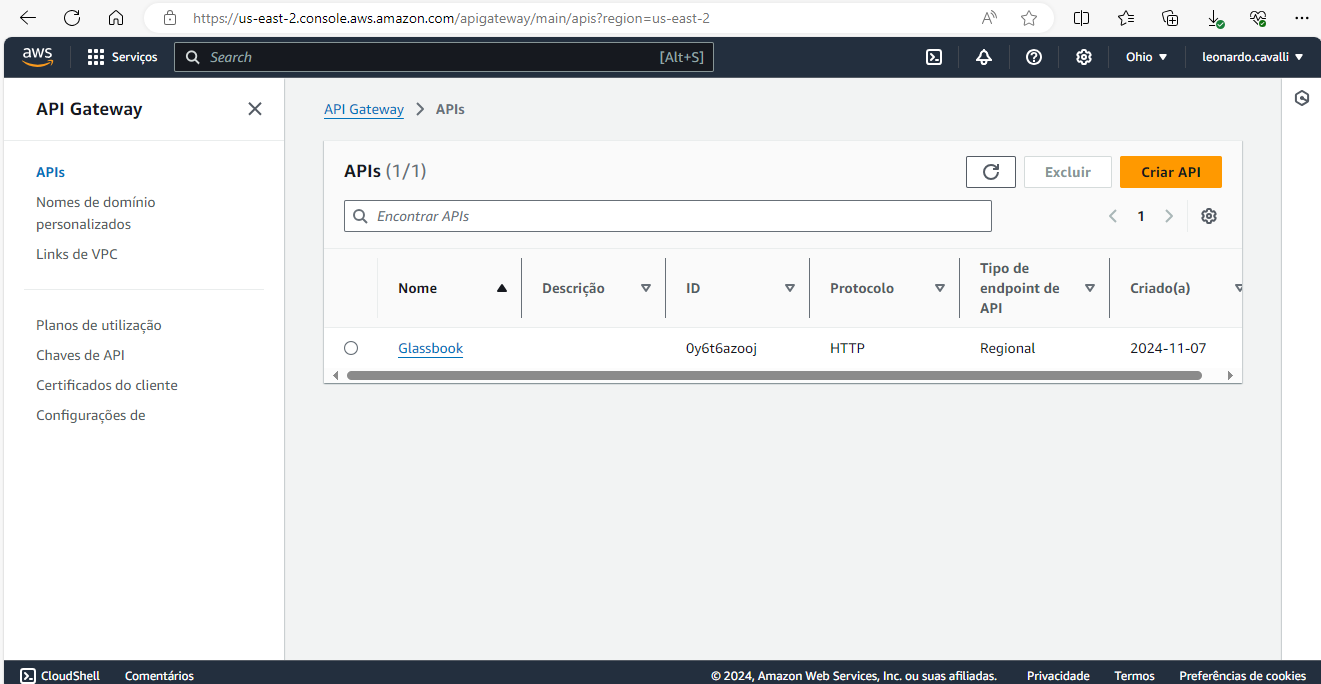 https://us-east-2.console.aws.amazon.com/apigateway/main/apis?region=us-east-2
aws Serviços Search [Alt+S] Ohio leonardo.cavalli
API Gateway
APIs
Nomes de domínio
personalizados
Links de VPC
Planos de utilização
Chaves de API
Certificados do cliente
Configurações de
API Gateway > APIs
APIs (1/1) Excluir Criar API
Encontrar APIs 1
Nome Descrição ID Protocolo Tipo de endpoint de API Criado(a)
Glassbook 0y6t6azooj HTTP Regional 2024-11-07
CloudShell Comentários © 2024, Amazon Web Services, Inc. ou suas afiliadas. Privacidade Termos Preferências de cookies